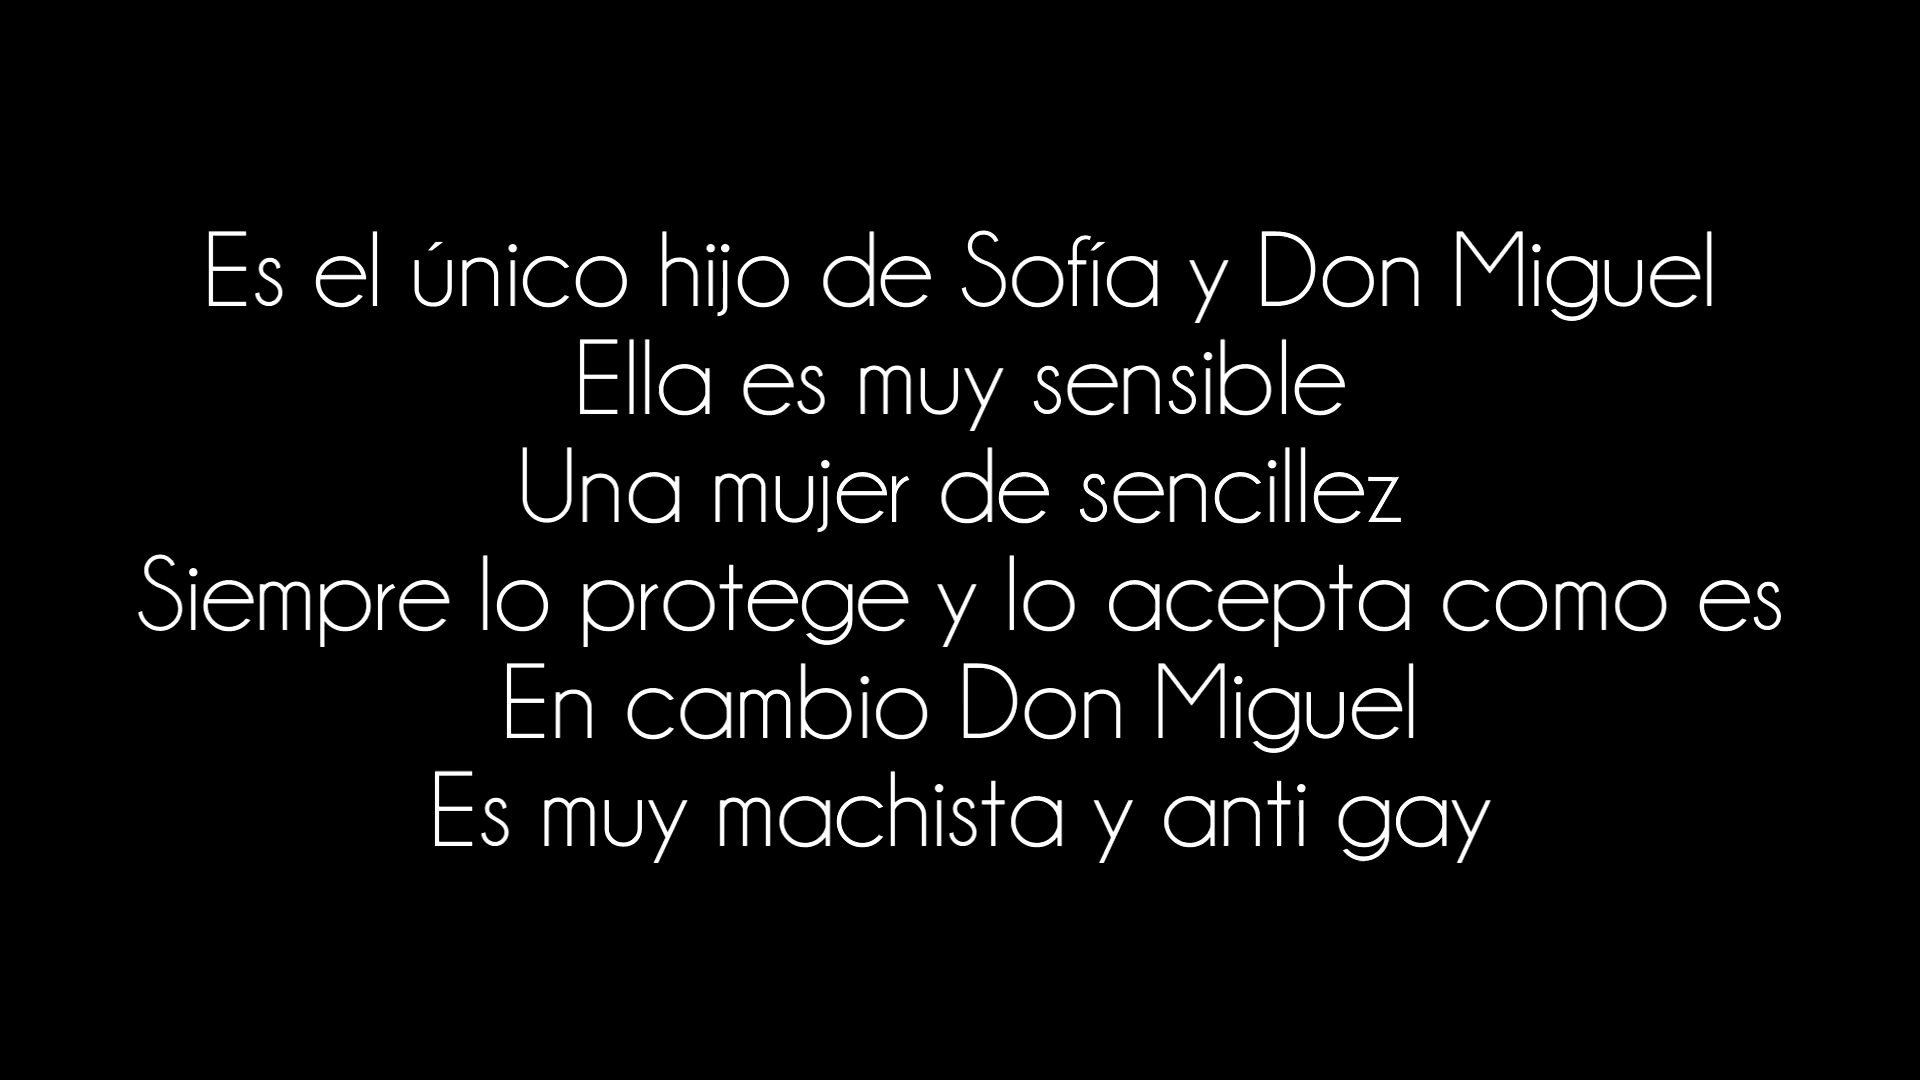 Es el único hijo de Sofía y Don Miguel
Ella es muy sensible
Una mujer de sencillez
Siempre lo protege y lo acepta como es
En cambio Don Miguel
Es muy machista y anti gay